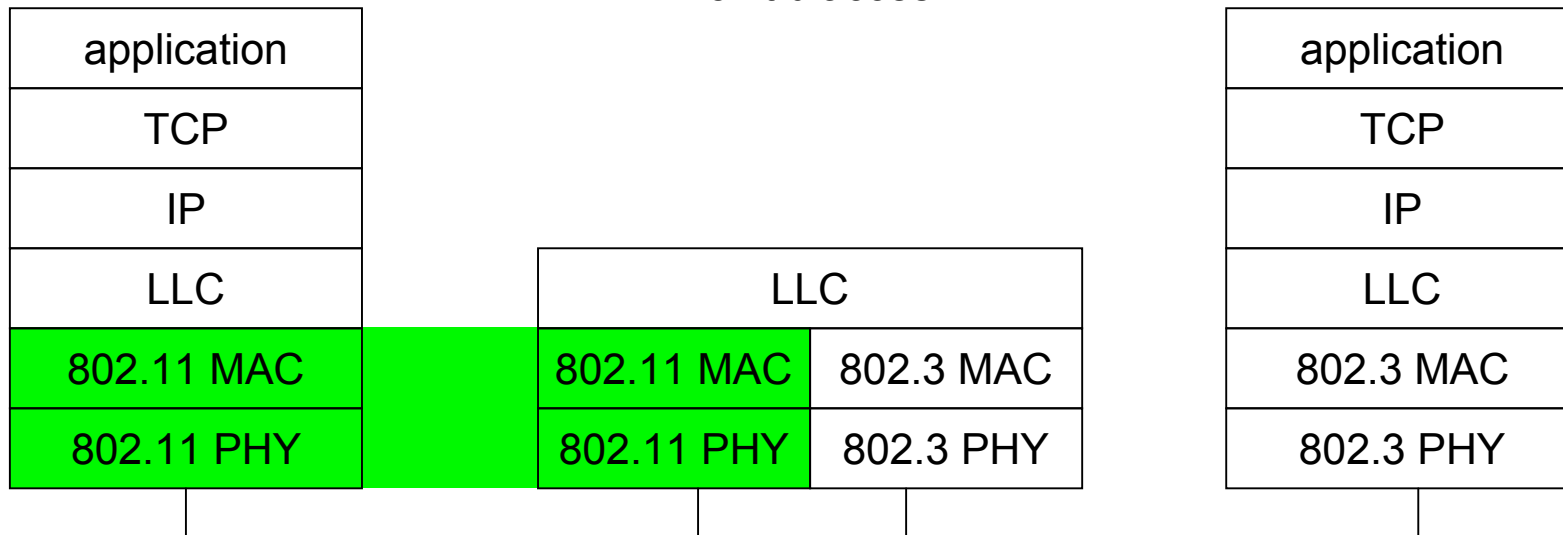 application
TCP
IP
LLC
802.11 MAC
802.11 PHY
LLC
802.11 MAC
802.3 MAC
802.11 PHY
802.3 PHY
application
TCP
IP
LLC
802.3 MAC
802.3 PHY